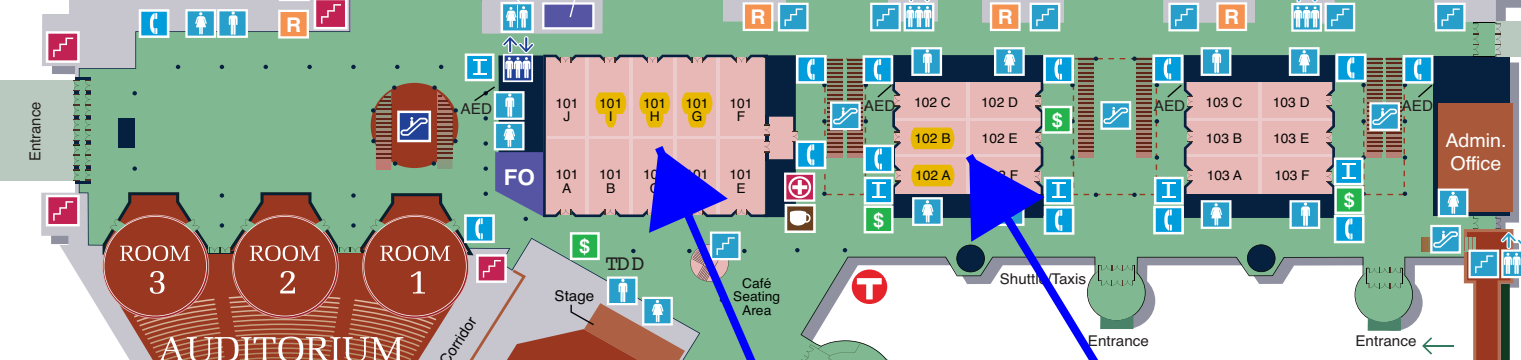 R
R
R
R
Entrance
AED
FO
101
J
101
I
101
H
101
G
101
F
101
A
101
B
101
E
AED
102 C
102 D
102 B
102 E
102 A
$
$
AED
103 C
103 D
103 B
103 E
103 A
103 F
$
AED
Admin.
Office
ROOM
3
ROOM
2
ROOM
1
AUDITORIUM
$
TDD
Stage
Corridor
Café
Seating
Area
T
Shuttle/Taxis
Entrance
Entrance